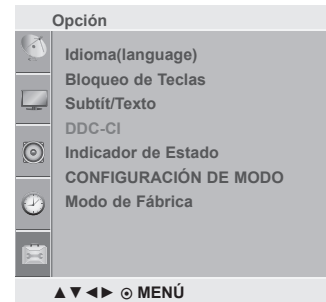 Opción
Idioma(language)
Bloqueo de Teclas
Subtít/Texto
DDC-CI
Indicador de Estado
CONFIGURACIÓN DE MODO
Modo de Fábrica
▲▼◄► ⊙ MENÚ